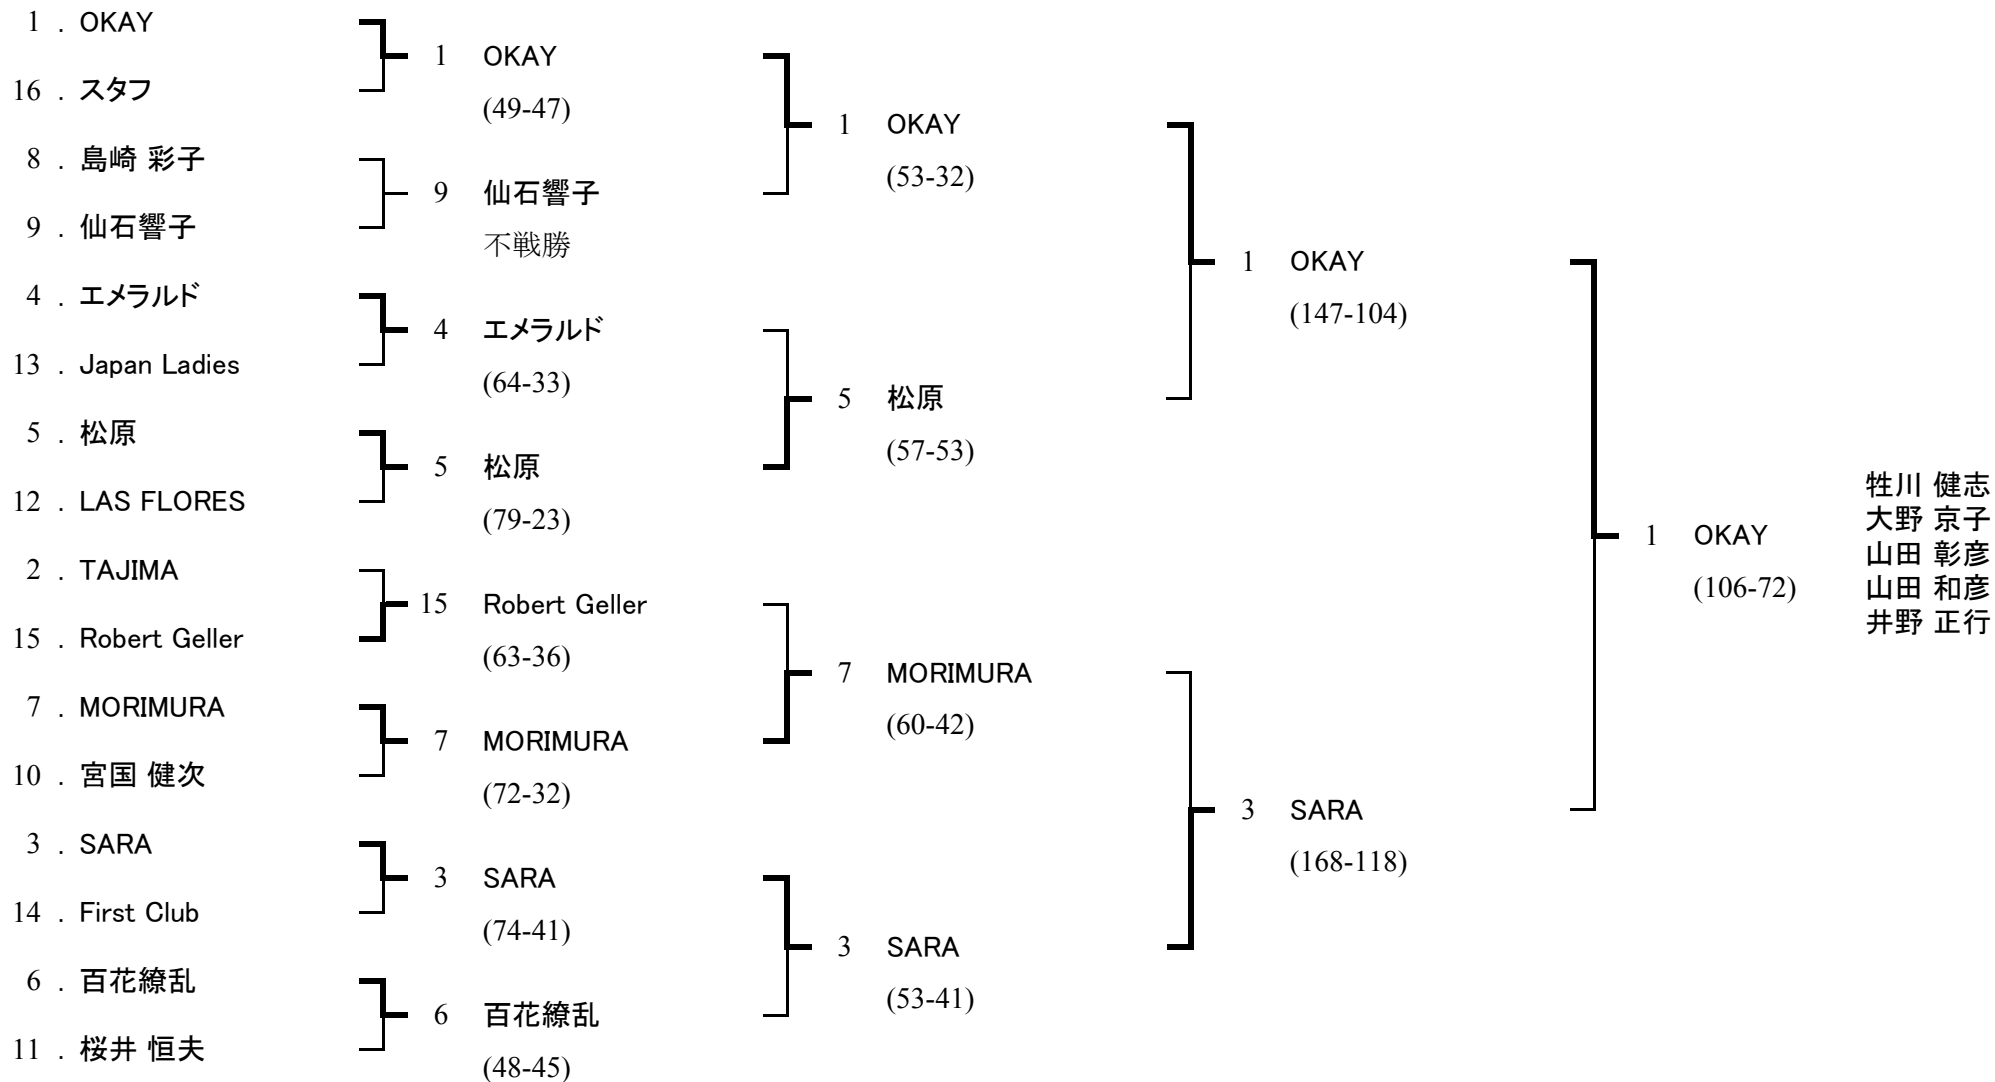 1 . OKAY
16 . スタフ
8 . 島崎 彩子
9 . 仙石響子
4 . エメラルド
13 . Japan Ladies
5 . 松原
12 . LAS FLORES
2 . TAJIMA
15 . Robert Geller
7 . MORIMURA
10 . 宮国 健次
3 . SARA
14 . First Club
6 . 百花繚乱
11 . 桜井 恒夫
1 OKAY
(49-47)
9 仙石響子
不戦勝
4 エメラルド
(64-33)
5 松原
(79-23)
15 Robert Geller
(63-36)
7 MORIMURA
(72-32)
3 SARA
(74-41)
6 百花繚乱
(48-45)
1 OKAY
(53-32)
5 松原
(57-53)
7 MORIMURA
(60-42)
3 SARA
(53-41)
1 OKAY
(147-104)
3 SARA
(168-118)
1 OKAY
(106-72)
牲川 健志
大野 京子
山田 彰彦
山田 和彦
井野 正行